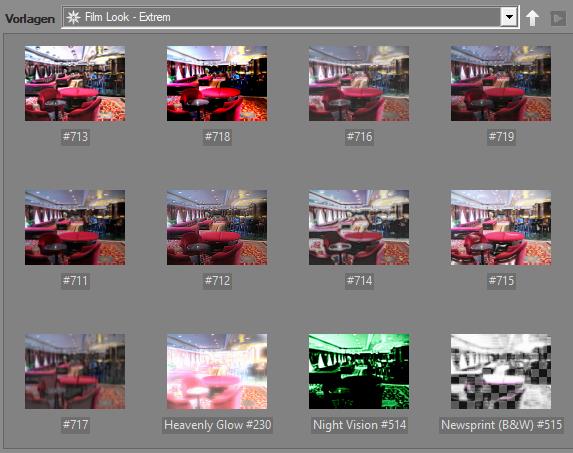 Vorlagen Film Look - Extrem
#713 #718 #716 #719
#711 #712 #714 #715
#717 Heavenly Glow #230 Night Vision #514 Newsprint (B&W) #515